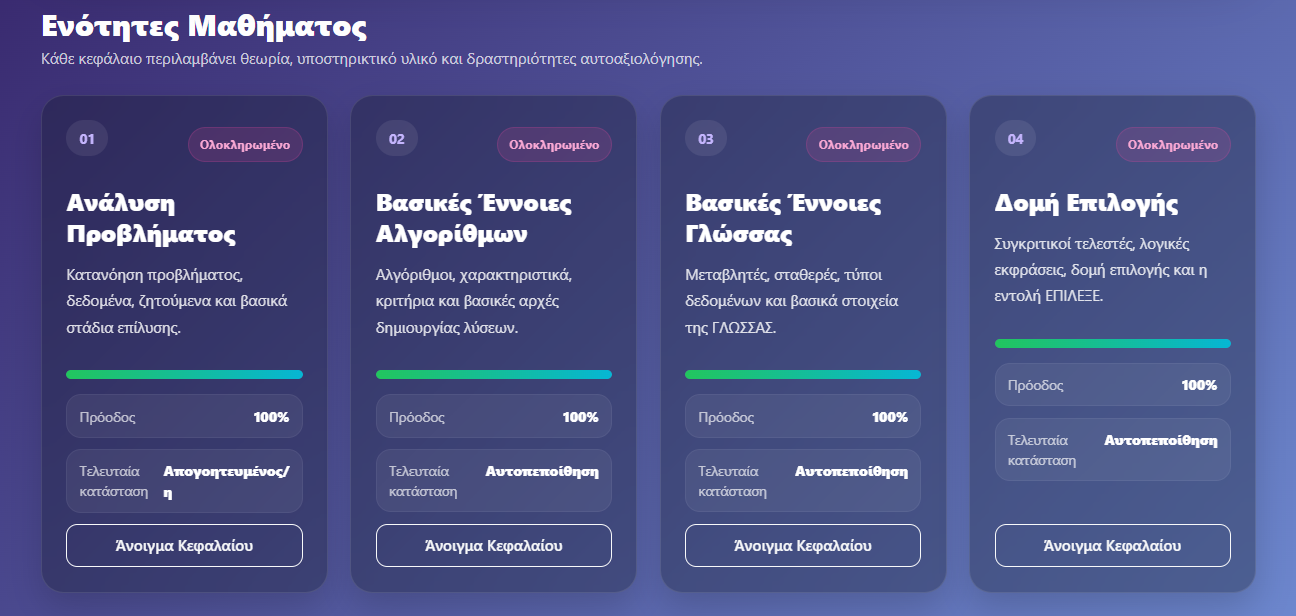 Ενότητες Μαθήματος
Κάθε κεφάλαιο περιλαμβάνει θεωρία, υποστηρικτικό υλικό και δραστηριότητες αυτοαξιολόγησης.
01
Ολοκληρωμένο
Ανάλυση
Προβλήματος
Κατανόηση προβλήματος,
δεδομένα, ζητούμενα και βασικά
στάδια επίλυσης.
Πρόοδος
100%
Τελευταία
κατάσταση
Απογοητευμένος/
η
Άνοιγμα Κεφαλαίου
02
Ολοκληρωμένο
Βασικές Έννοιες
Αλγορίθμων
Αλγόριθμοι, χαρακτηριστικά,
κριτήρια και βασικές αρχές
δημιουργίας λύσεων.
Πρόοδος
100%
Τελευταία
κατάσταση
Αυτοπεποίθηση
Άνοιγμα Κεφαλαίου
03
Ολοκληρωμένο
Βασικές Έννοιες
Γλώσσας
Μεταβλητές, σταθερές, τύποι
δεδομένων και βασικά στοιχεία
της ΓΛΩΣΣΑΣ.
Πρόοδος
100%
Τελευταία
κατάσταση
Αυτοπεποίθηση
Άνοιγμα Κεφαλαίου
04
Ολοκληρωμένο
Δομή Επιλογής
Συγκριτικοί τελεστές, λογικές
εκφράσεις, δομή επιλογής και η
εντολή ΕΠΙΛΕΞΕ.
Πρόοδος
100%
Τελευταία
κατάσταση
Αυτοπεποίθηση
Άνοιγμα Κεφαλαίου